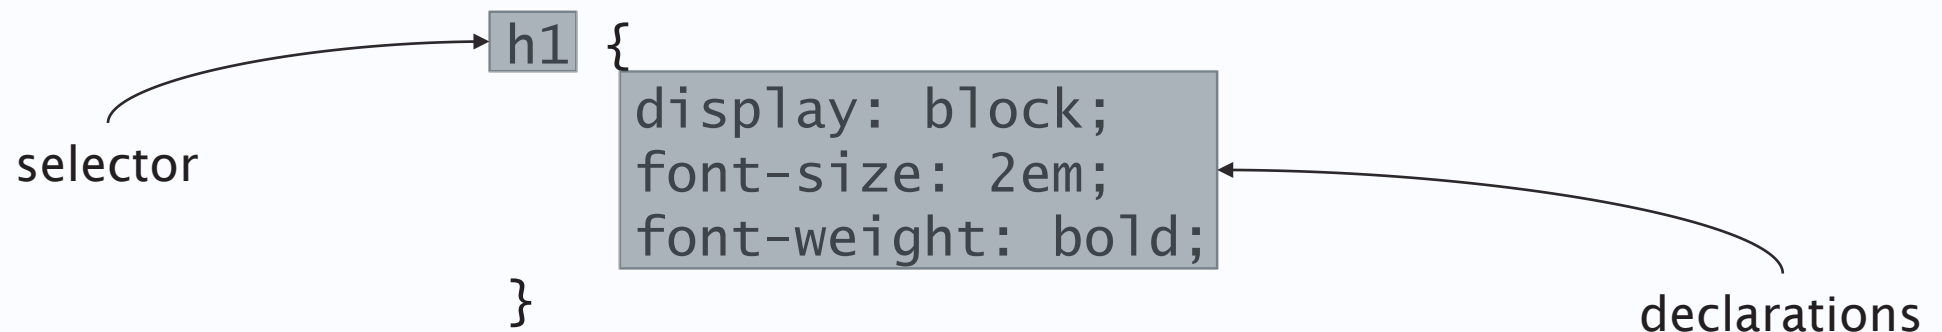 h1 {
display: block;
selector
font-size: 2em;
font-weight: bold;
}
declarations